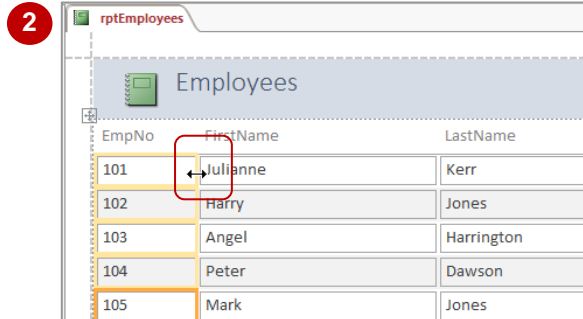 2
rptEmployees
Employees
EmpNo FirstName LastName
101 Julianne Kerr
102 Harry Jones
103 Angel Harrington
104 Peter Dawson
105 Mark Jones